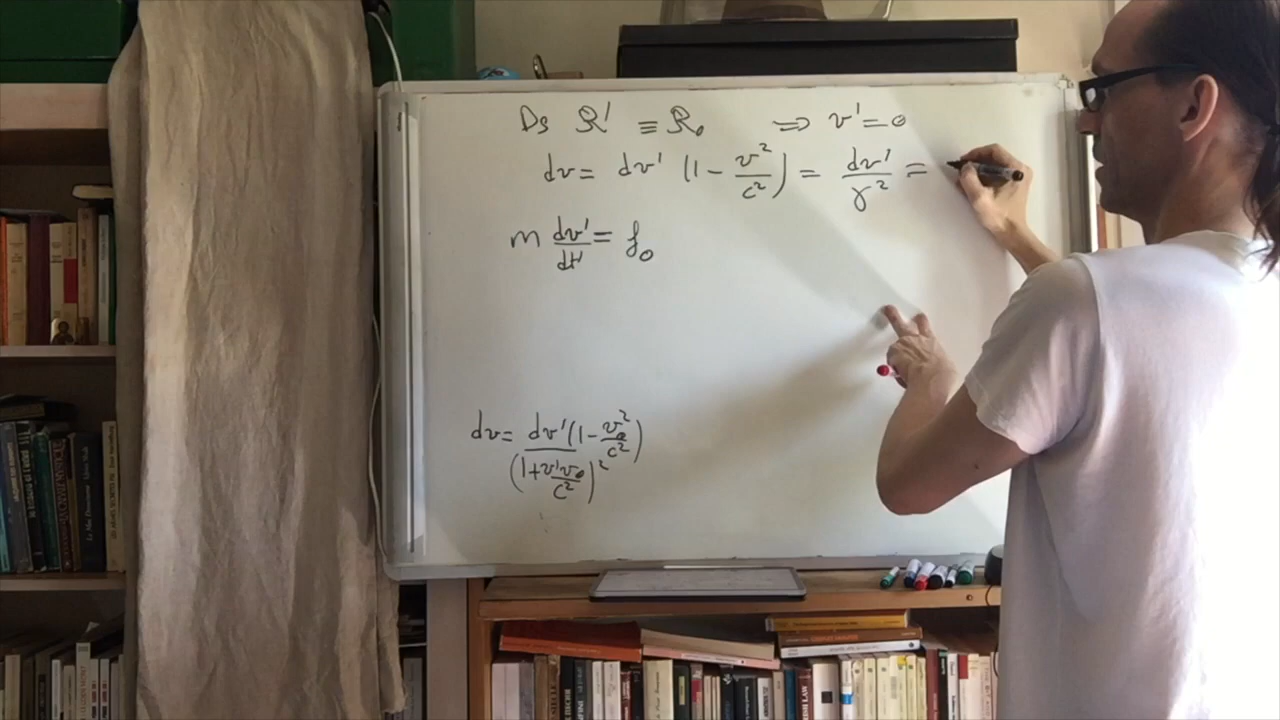 Ds R' ≡ R₀ ⇒ v' = 0
dv = dv' (1 - v²/c²) = dv'/γ² =
m dv'/dt' = f₀
dv = dv' (1 - v₀²/c²) / (1 + v'v₀/c²)²